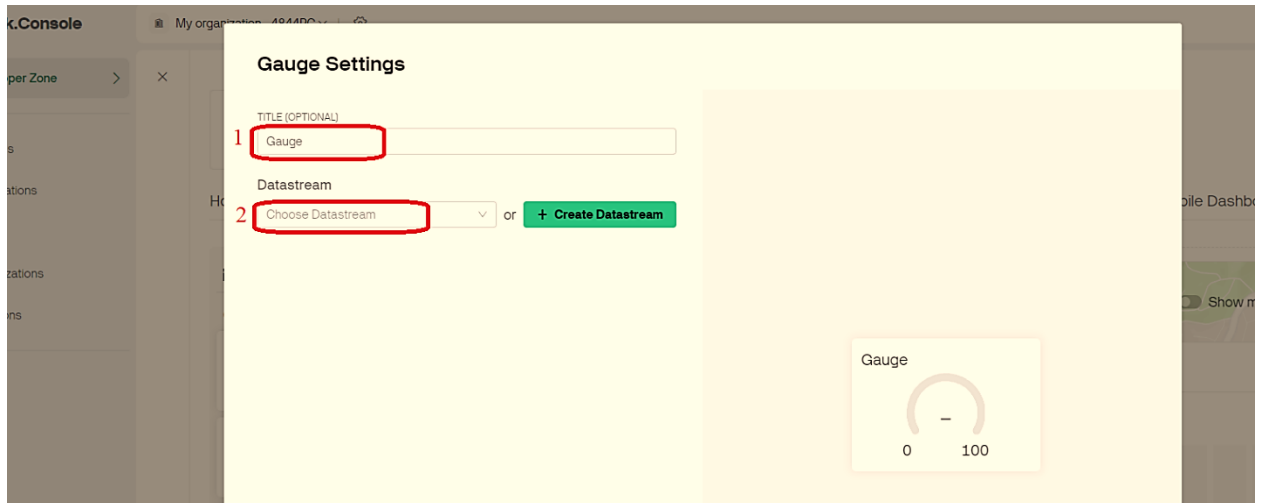 k.Console
My organization - 4844PC
per Zone
Gauge Settings
TITLE (OPTIONAL)
1
Gauge
s
ations
Datastream
Ho
bile Dashbo
2
Choose Datastream
or
+ Create Datastream
zations
Show m
ons
Gauge
–
0
100